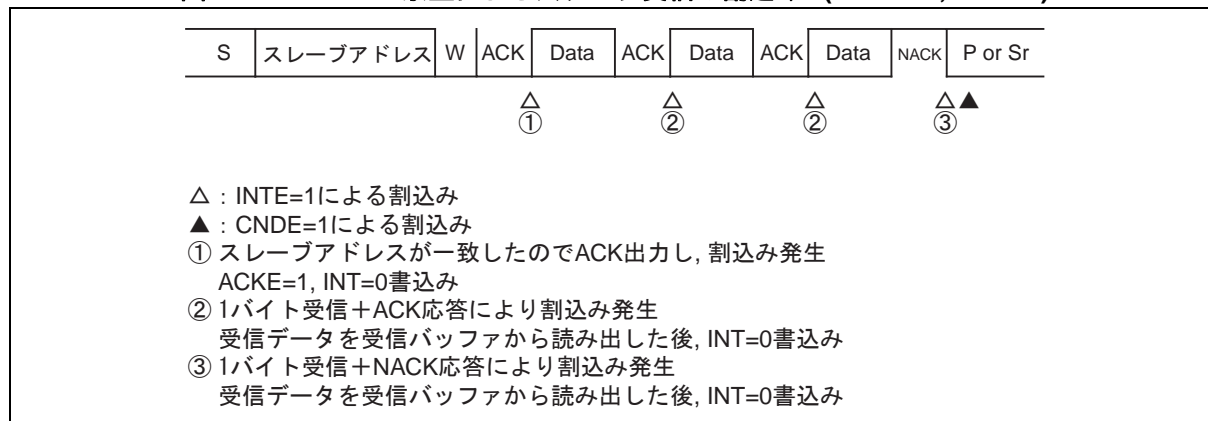 S スレーブアドレス W ACK Data ACK Data ACK Data NACK P or Sr
△ △ △ △▲
① ② ② ③
△：INTE=1による割込み
▲：CNDE=1による割込み
① スレーブアドレスが一致したのでACK出力し, 割込み発生
ACKE=1, INT=0書込み
② 1バイト受信＋ACK応答により割込み発生
受信データを受信バッファから読み出した後, INT=0書込み
③ 1バイト受信＋NACK応答により割込み発生
受信データを受信バッファから読み出した後, INT=0書込み